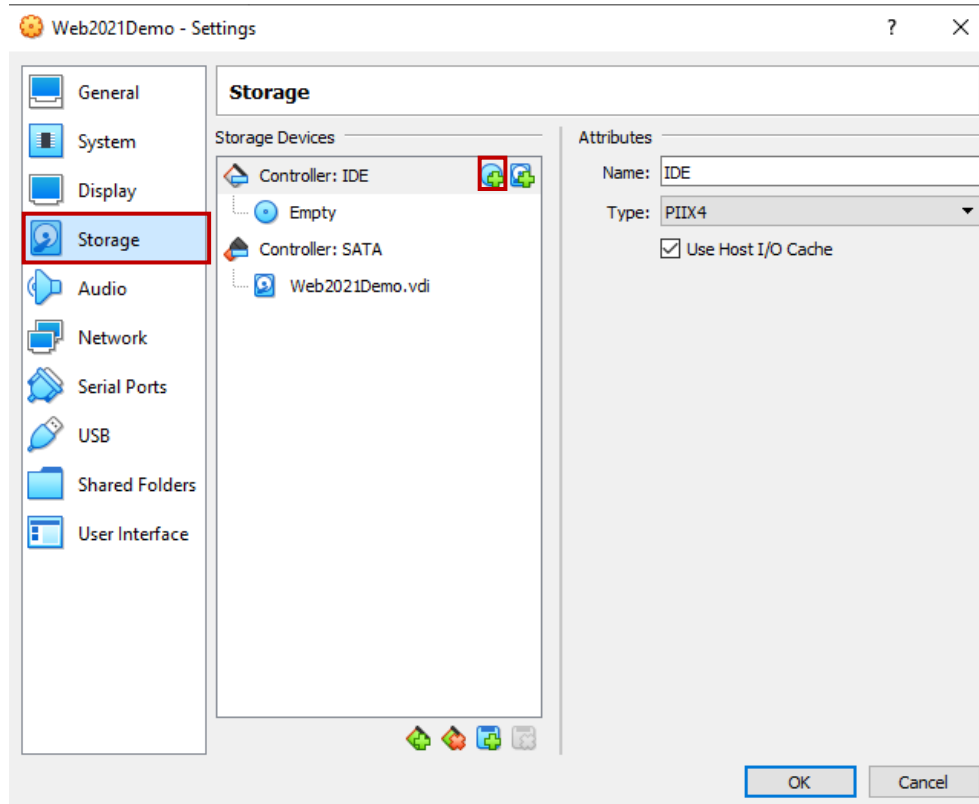 Web2021Demo - Settings
?
General
System
Display
Storage
Audio
Network
Serial Ports
USB
Shared Folders
User Interface
Storage
Storage Devices
Controller: IDE
Empty
Controller: SATA
Web2021Demo.vdi
Attributes
Name: IDE
Type: PIIX4
Use Host I/O Cache
OK
Cancel